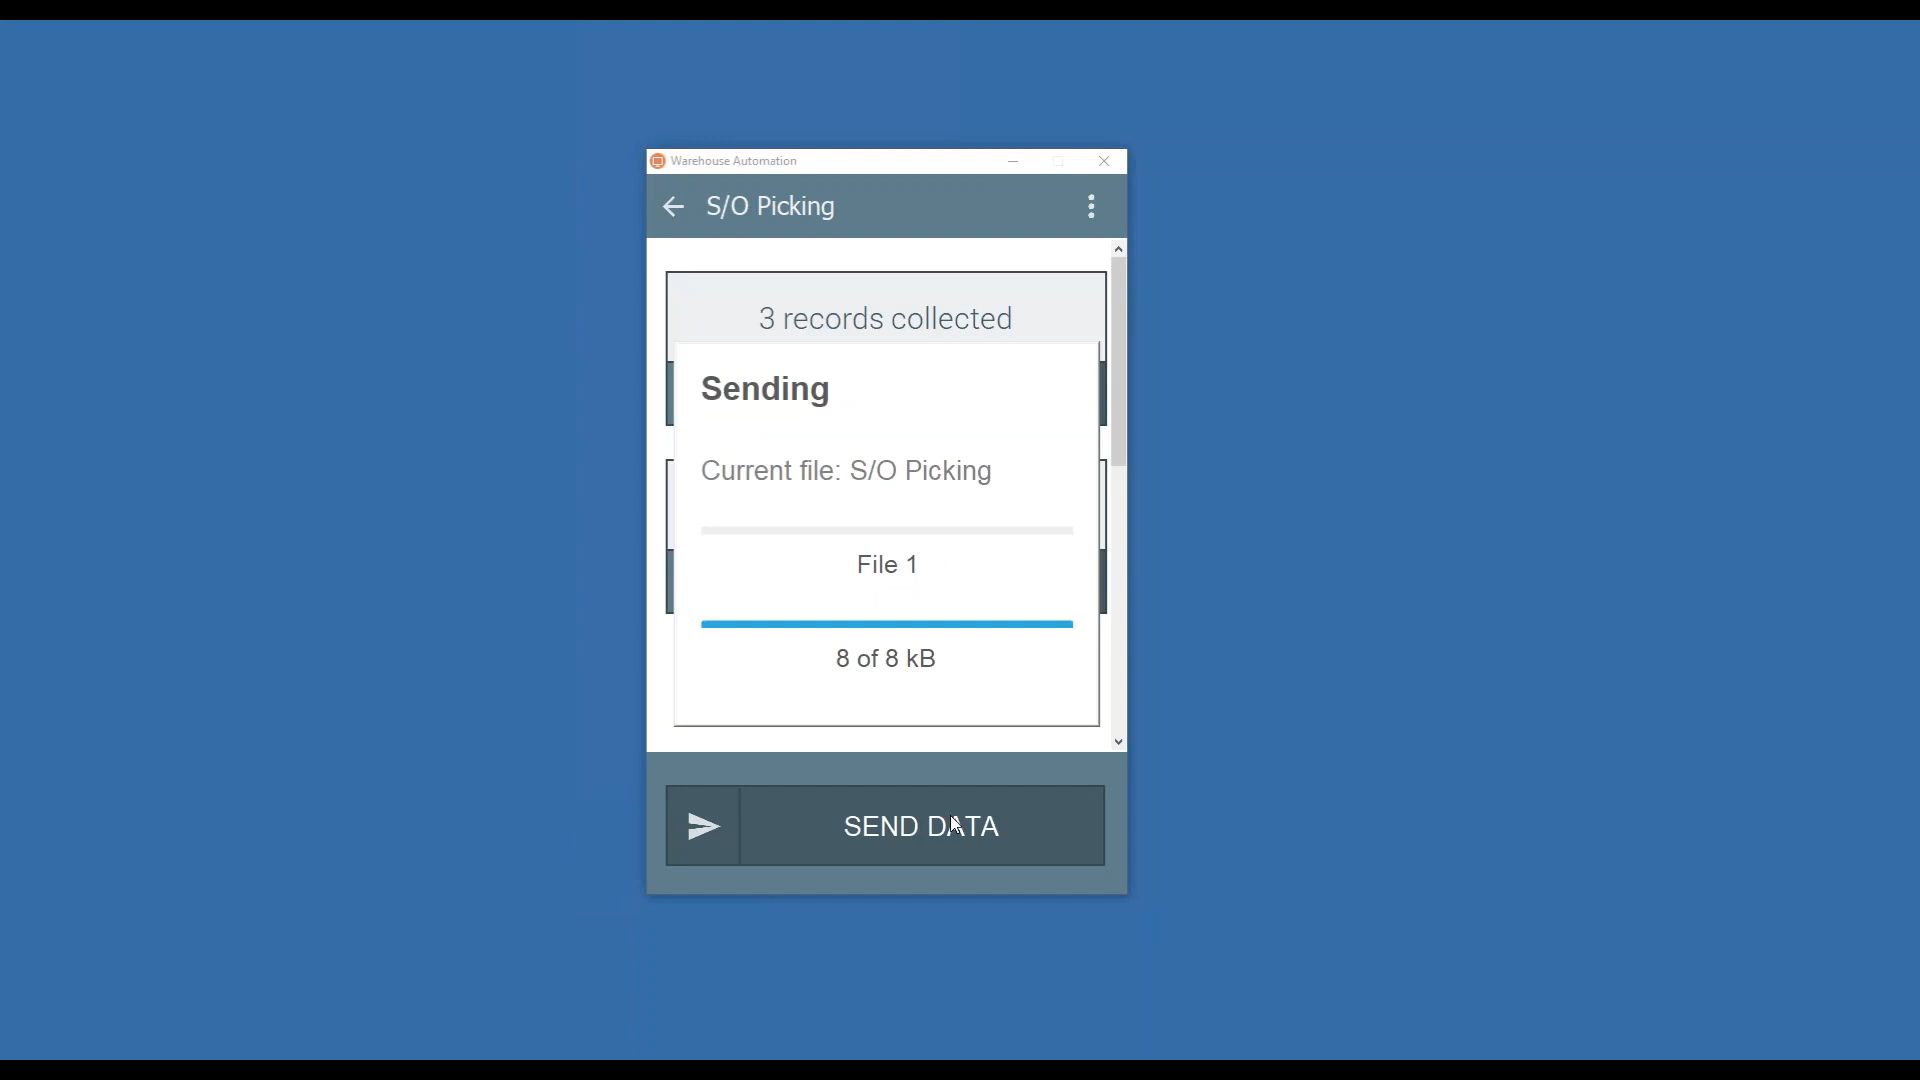 Warehouse Automation
S/O Picking
3 records collected
Sending
Current file: S/O Picking
File 1
8 of 8 kB
SEND DATA